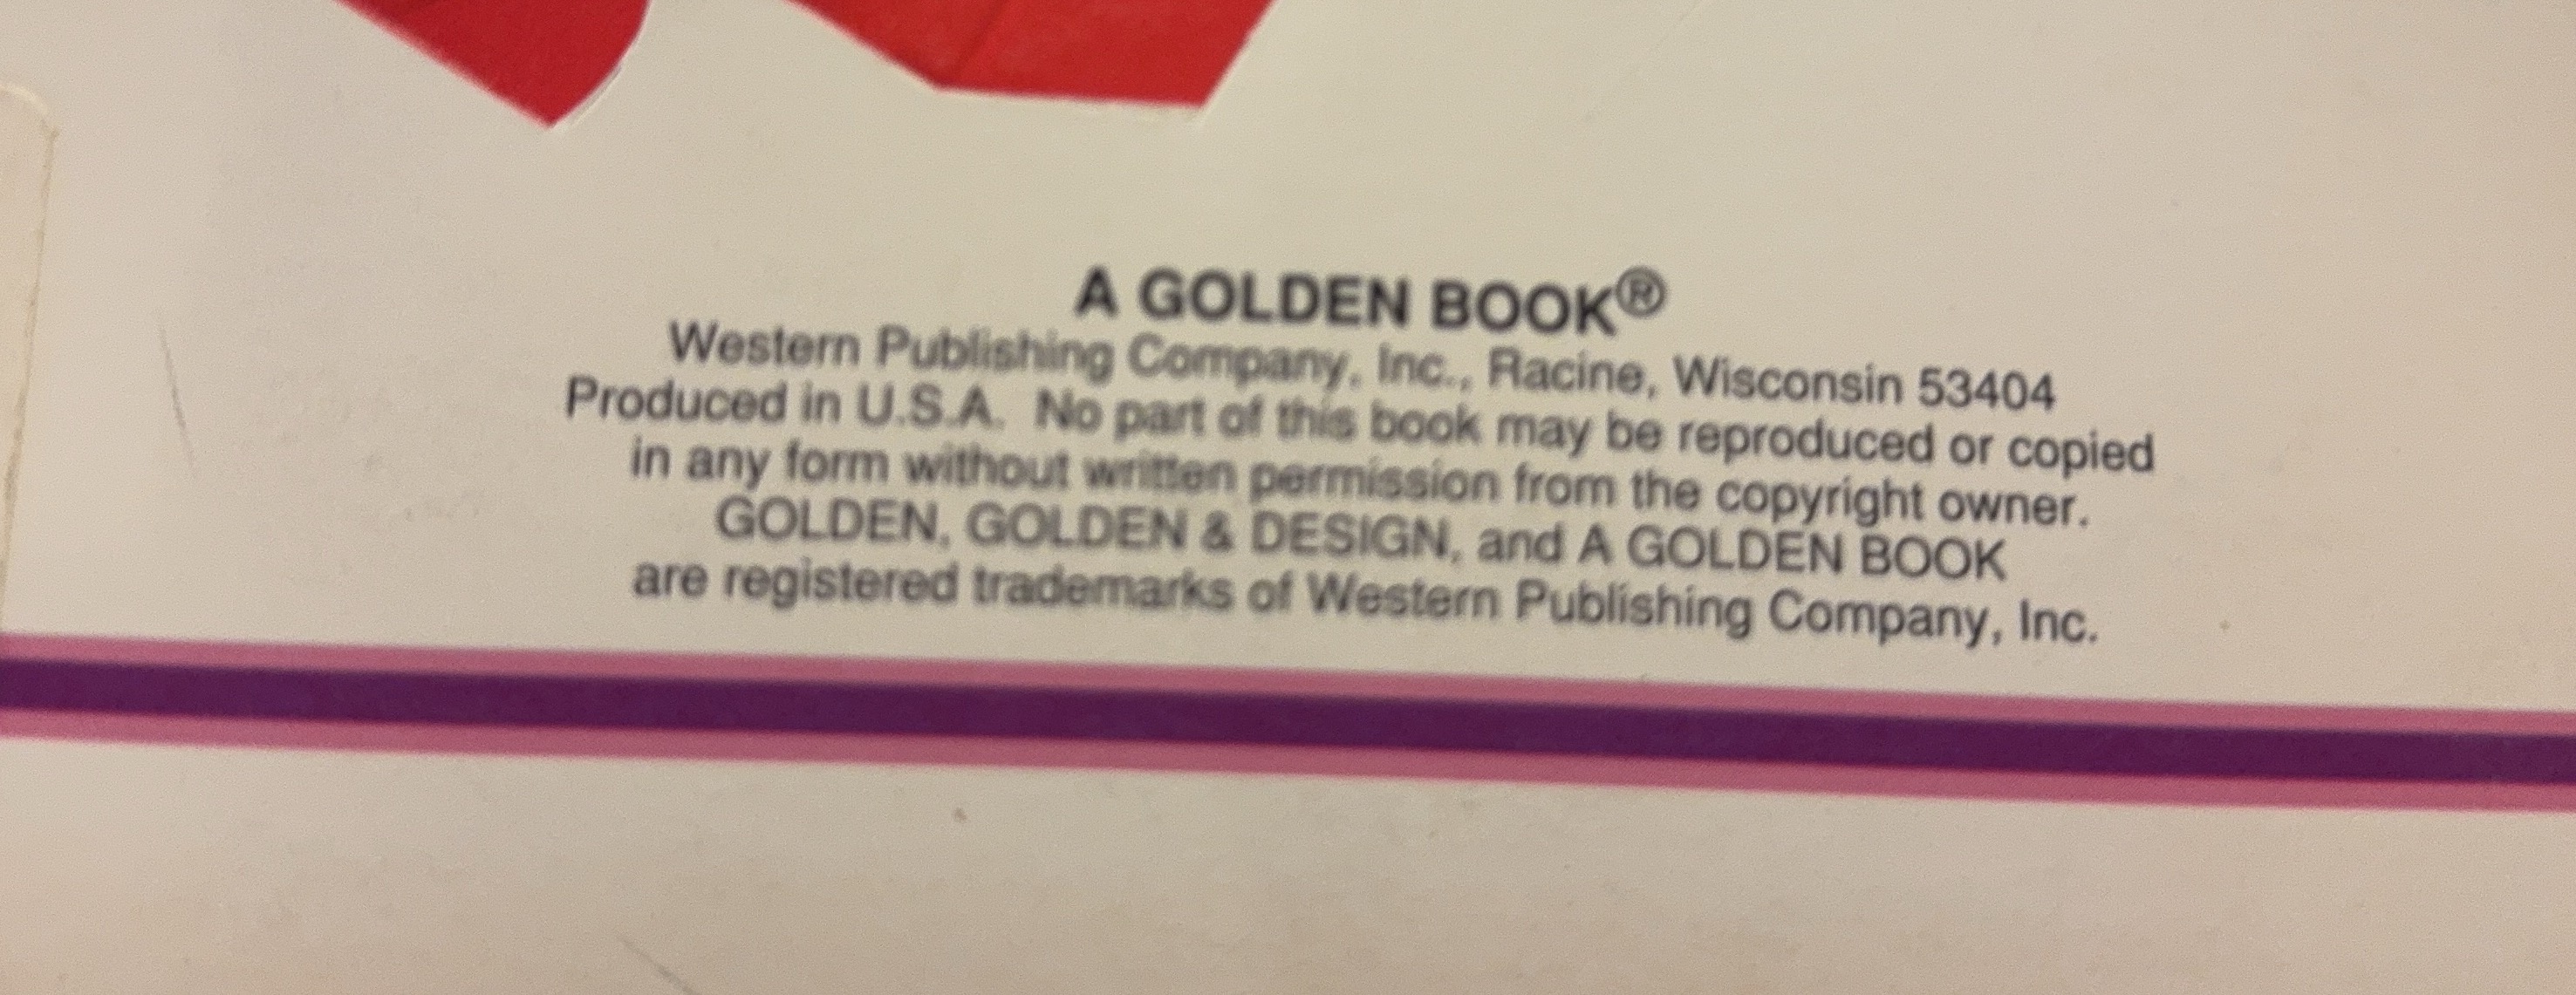 A GOLDEN BOOK®
Western Publishing Company, Inc., Racine, Wisconsin 53404
Produced in U.S.A. No part of this book may be reproduced or copied
in any form without written permission from the copyright owner.
GOLDEN, GOLDEN & DESIGN, and A GOLDEN BOOK
are registered trademarks of Western Publishing Company, Inc.